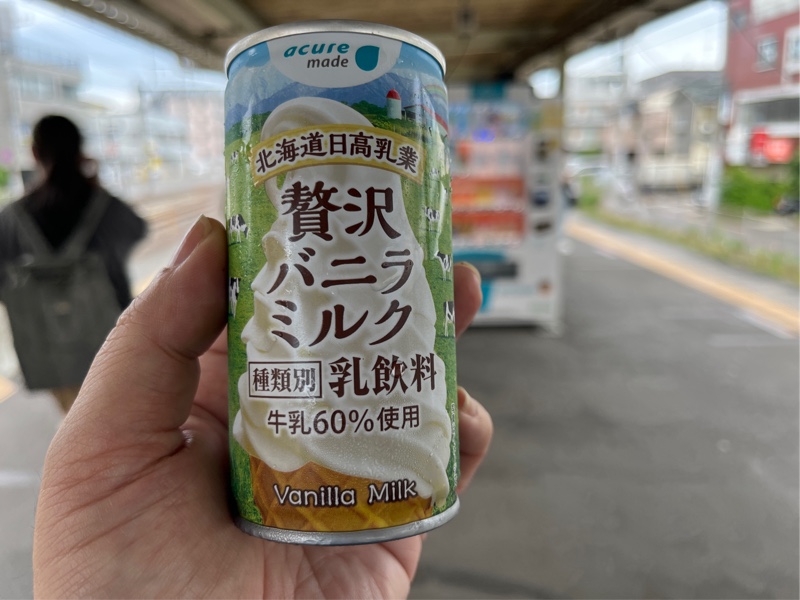 acure
made
北海道日高乳業
贅沢
バニラ
ミルク
種類別 乳飲料
牛乳60%使用
Vanilla Milk